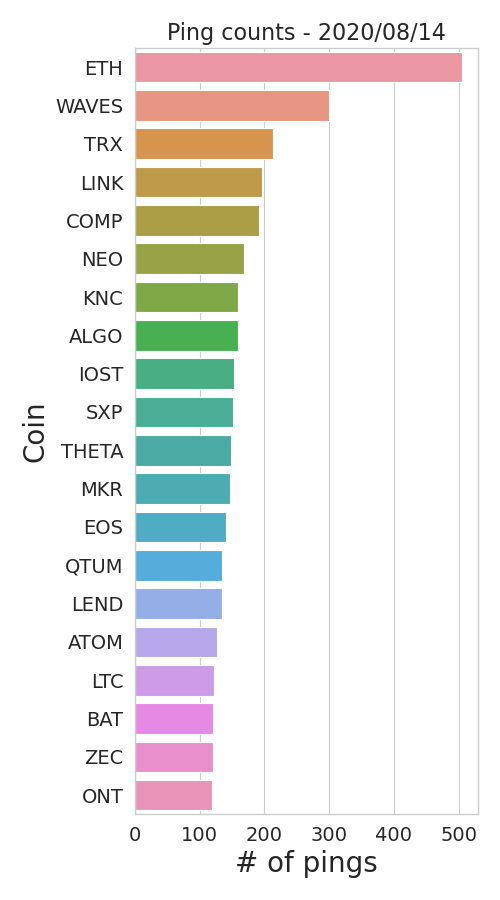 Ping counts - 2020/08/14
ETH
WAVES
TRX
LINK
COMP
NEO
KNC
ALGO
IOST
SXP
THETA
MKR
EOS
QTUM
LEND
ATOM
LTC
BAT
ZEC
ONT
Coin
0 100 200 300 400 500
# of pings